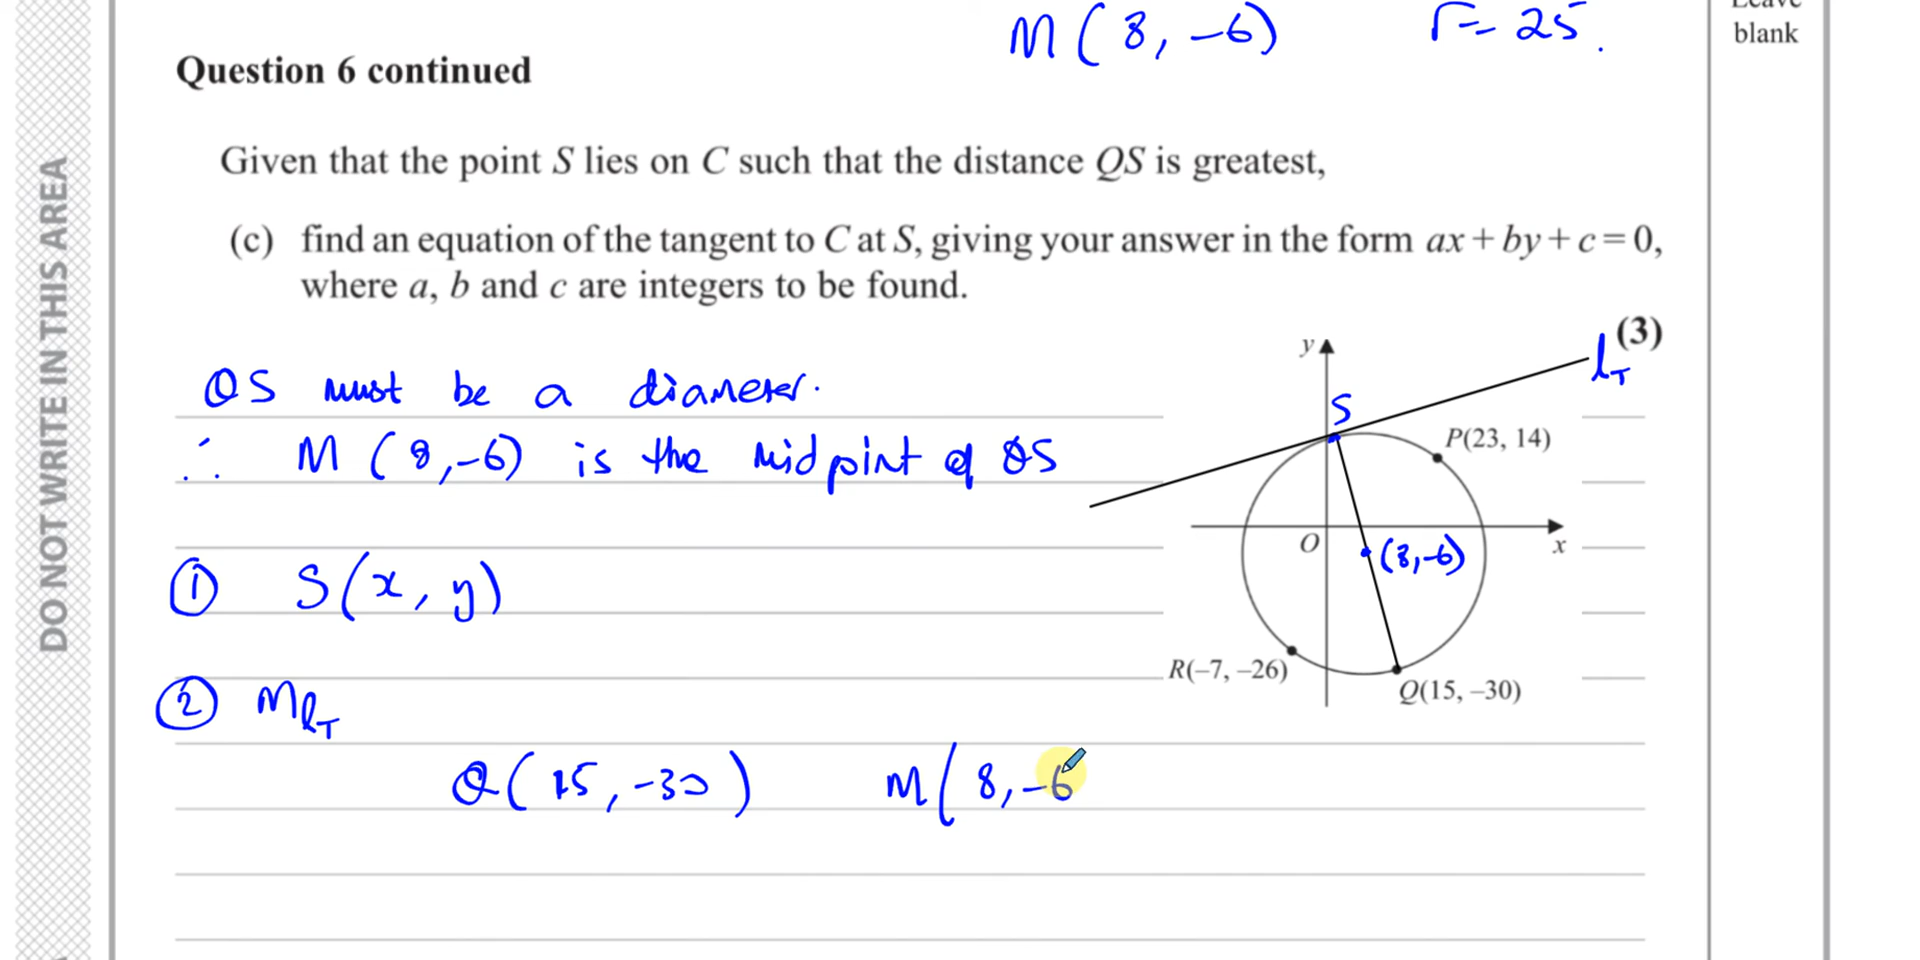 M(8, -6) r = 25.
Leave
blank
Question 6 continued
Given that the point S lies on C such that the distance QS is greatest,
(c) find an equation of the tangent to C at S, giving your answer in the form ax + by + c = 0,
where a, b and c are integers to be found.
(3)
QS must be a diameter.
∴ M (8, -6) is the midpoint of QS
① S(x, y)
② m_{l_T}
Q(15, -30) M(8, -6
y
l_T
S
P(23, 14)
O
x
(8, -6)
R(–7, –26)
Q(15, –30)
DO NOT WRITE IN THIS AREA